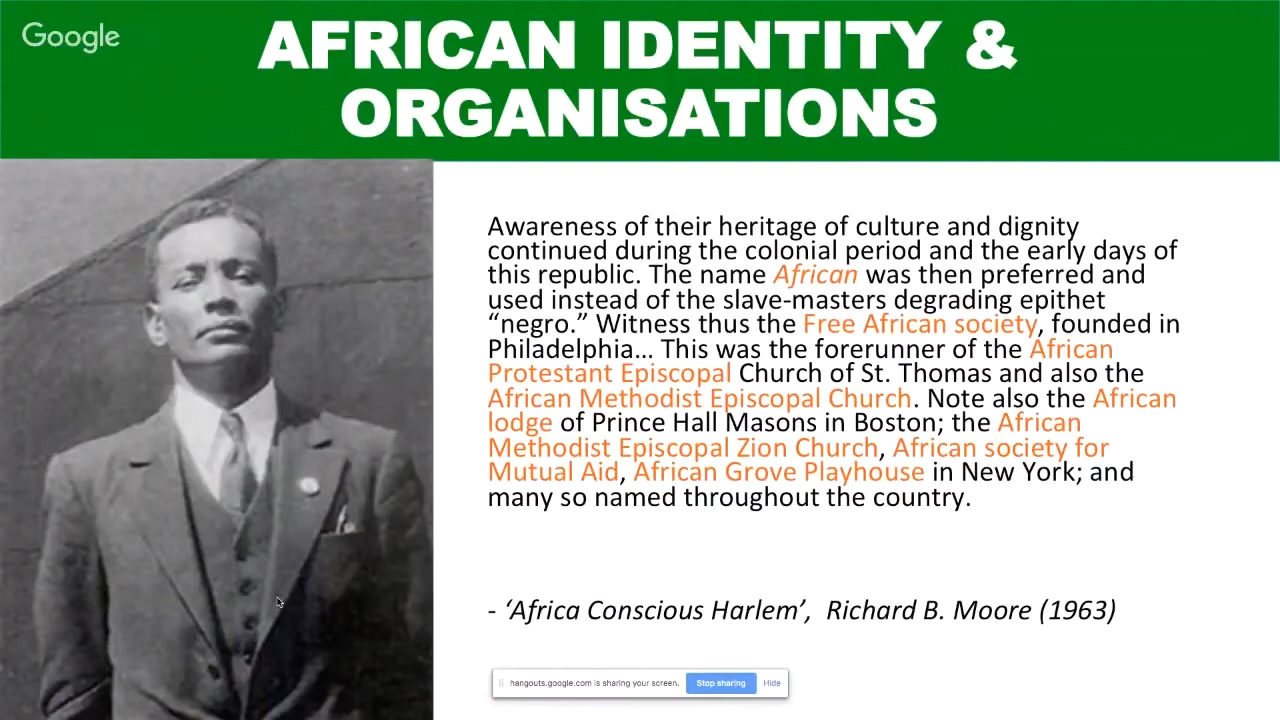 Google
AFRICAN IDENTITY &
ORGANISATIONS
Awareness of their heritage of culture and dignity
continued during the colonial period and the early days of
this republic. The name African was then preferred and
used instead of the slave-masters degrading epithet
“negro.” Witness thus the Free African society, founded in
Philadelphia… This was the forerunner of the African
Protestant Episcopal Church of St. Thomas and also the
African Methodist Episcopal Church. Note also the African
lodge of Prince Hall Masons in Boston; the African
Methodist Episcopal Zion Church, African society for
Mutual Aid, African Grove Playhouse in New York; and
many so named throughout the country.
- ‘Africa Conscious Harlem’, Richard B. Moore (1963)
hangouts.google.com is sharing your screen. Stop sharing Hide